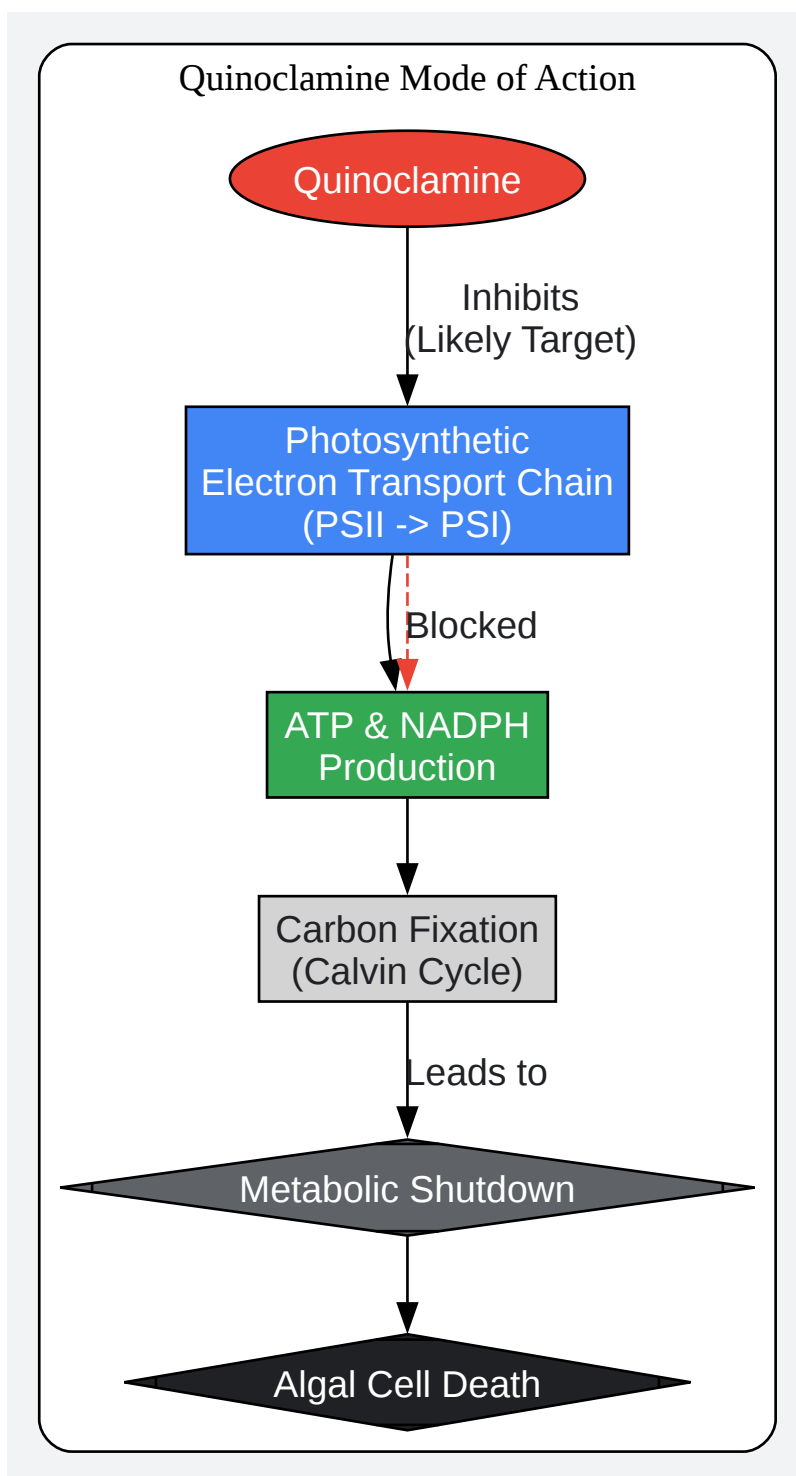 Quinoclamine Mode of Action
Quinoclamine
Inhibits
(Likely Target)
Photosynthetic
Electron Transport Chain
(PSII -> PSI)
Blocked
ATP & NADPH
Production
Carbon Fixation
(Calvin Cycle)
Leads to
Metabolic Shutdown
Algal Cell Death